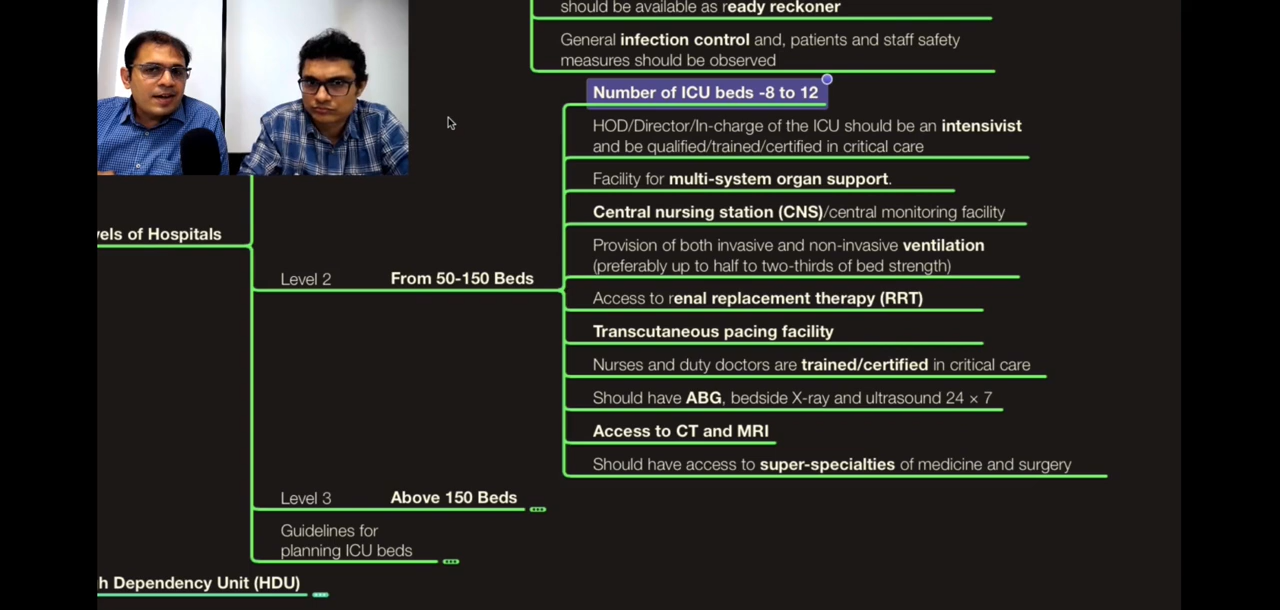 should be available as ready reckoner
General infection control and, patients and staff safety
measures should be observed
Number of ICU beds -8 to 12
HOD/Director/In-charge of the ICU should be an intensivist
and be qualified/trained/certified in critical care
Facility for multi-system organ support.
Central nursing station (CNS)/central monitoring facility
vels of Hospitals
Provision of both invasive and non-invasive ventilation
(preferably up to half to two-thirds of bed strength)
Level 2 From 50-150 Beds
Access to renal replacement therapy (RRT)
Transcutaneous pacing facility
Nurses and duty doctors are trained/certified in critical care
Should have ABG, bedside X-ray and ultrasound 24 × 7
Access to CT and MRI
Should have access to super-specialties of medicine and surgery
Level 3 Above 150 Beds
Guidelines for
planning ICU beds
h Dependency Unit (HDU)